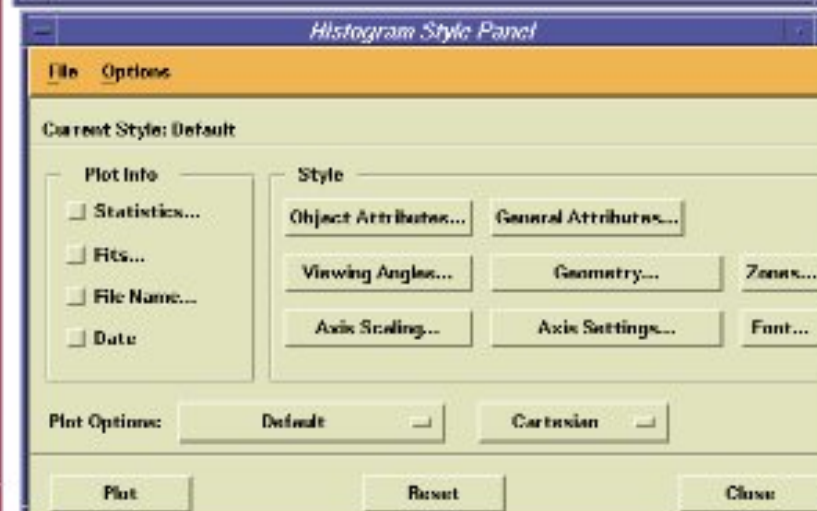 Histogram Style Panel
File Options
Current Style: Default
Plot Info
Statistics...
Fits...
File Name...
Date
Style
Object Attributes... General Attributes...
Viewing Angles... Geometry... Zones...
Axis Scaling... Axis Settings... Font...
Plot Options: Default Cartesian
Plot Reset Close